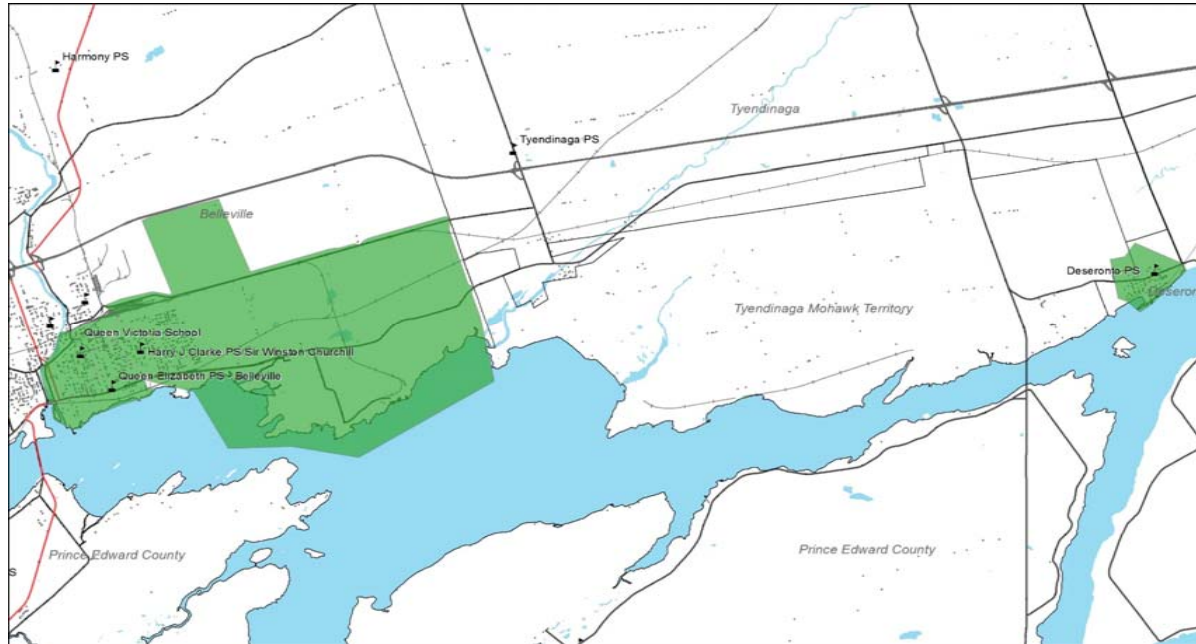 Harmony PS
Tyendinaga
Tyendinaga PS
Belleville
Deseronto PS
Deseron
Tyendinaga Mohawk Territory
Queen Victoria School
Harry J Clarke PS/Sir Winston Churchill
Queen Elizabeth PS - Belleville
Prince Edward County
Prince Edward County
S